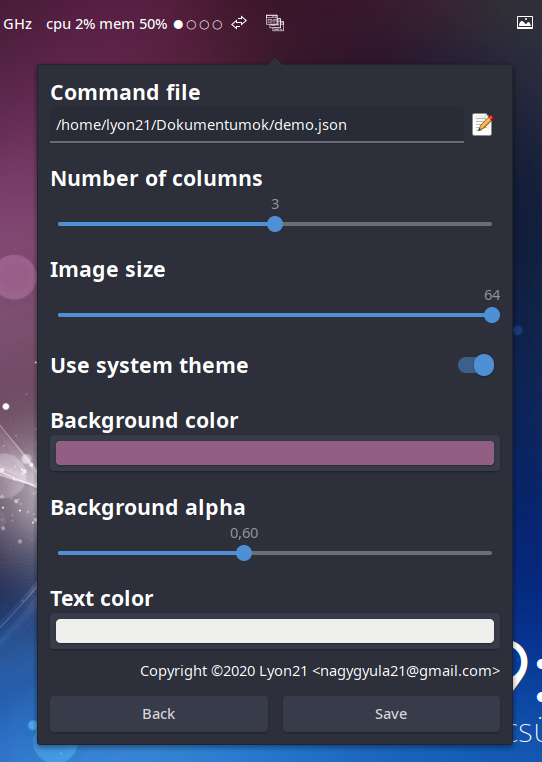 GHz cpu 2% mem 50%
Command file
/home/lyon21/Dokumentumok/demo.json
Number of columns
3
Image size
64
Use system theme
Background color
Background alpha
0,60
Text color
Copyright ©2020 Lyon21 <nagygyula21@gmail.com>
Back Save